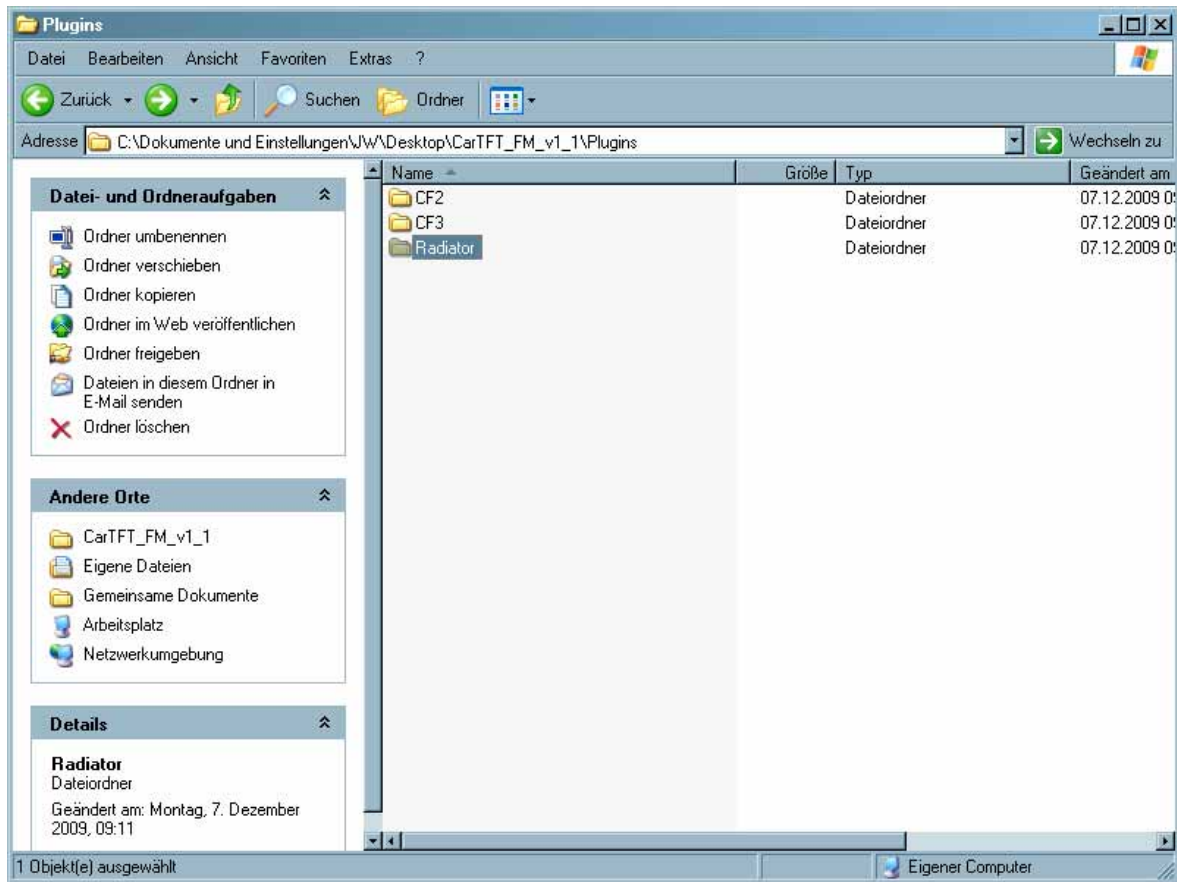 Plugins
Datei Bearbeiten Ansicht Favoriten Extras ?
Zurück Suchen Ordner
Adresse C:\Dokumente und Einstellungen\JW\Desktop\CarTFT_FM_v1_1\Plugins Wechseln zu
Datei- und Ordneraufgaben
Ordner umbenennen
Ordner verschieben
Ordner kopieren
Ordner im Web veröffentlichen
Ordner freigeben
Dateien in diesem Ordner in
E-Mail senden
Ordner löschen
Andere Orte
CarTFT_FM_v1_1
Eigene Dateien
Gemeinsame Dokumente
Arbeitsplatz
Netzwerkumgebung
Details
Radiator
Dateiordner
Geändert am: Montag, 7. Dezember
2009, 09:11
Name Größe Typ Geändert am
CF2 Dateiordner 07.12.2009
CF3 Dateiordner 07.12.2009
Radiator Dateiordner 07.12.2009
1 Objekt(e) ausgewählt Eigener Computer